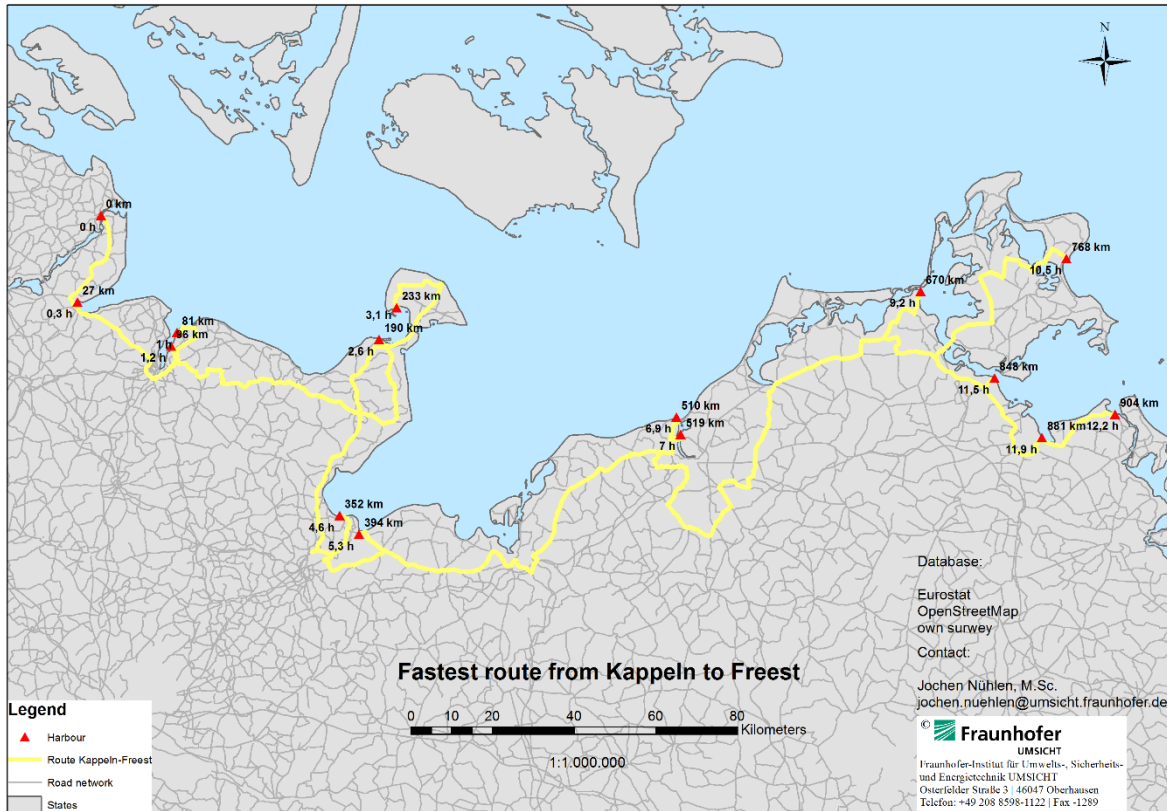 N
0 km
0 h
27 km
0,3 h
81 km
96 km
1 h
1,2 h
233 km
3,1 h
190 km
2,6 h
352 km
4,6 h
394 km
5,3 h
510 km
6,9 h
519 km
7 h
670 km
9,2 h
768 km
10,5 h
848 km
11,5 h
881 km
11,9 h
904 km
12,2 h
Database:
Eurostat
OpenStreetMap
own surwey
Contact:
Jochen Nühlen, M.Sc.
jochen.nuehlen@umsicht.fraunhofer.de
Fastest route from Kappeln to Freest
0 10 20 40 60 80
Kilometers
1:1.000.000
Legend
Harbour
Route Kappeln-Freest
Road network
States
©
Fraunhofer
UMSICHT
Fraunhofer-Institut für Umwelts-, Sicherheits-
und Energietechnik UMSICHT
Osterfelder Straße 3 | 46047 Oberhausen
Telefon: +49 208 8598-1122 | Fax -1289